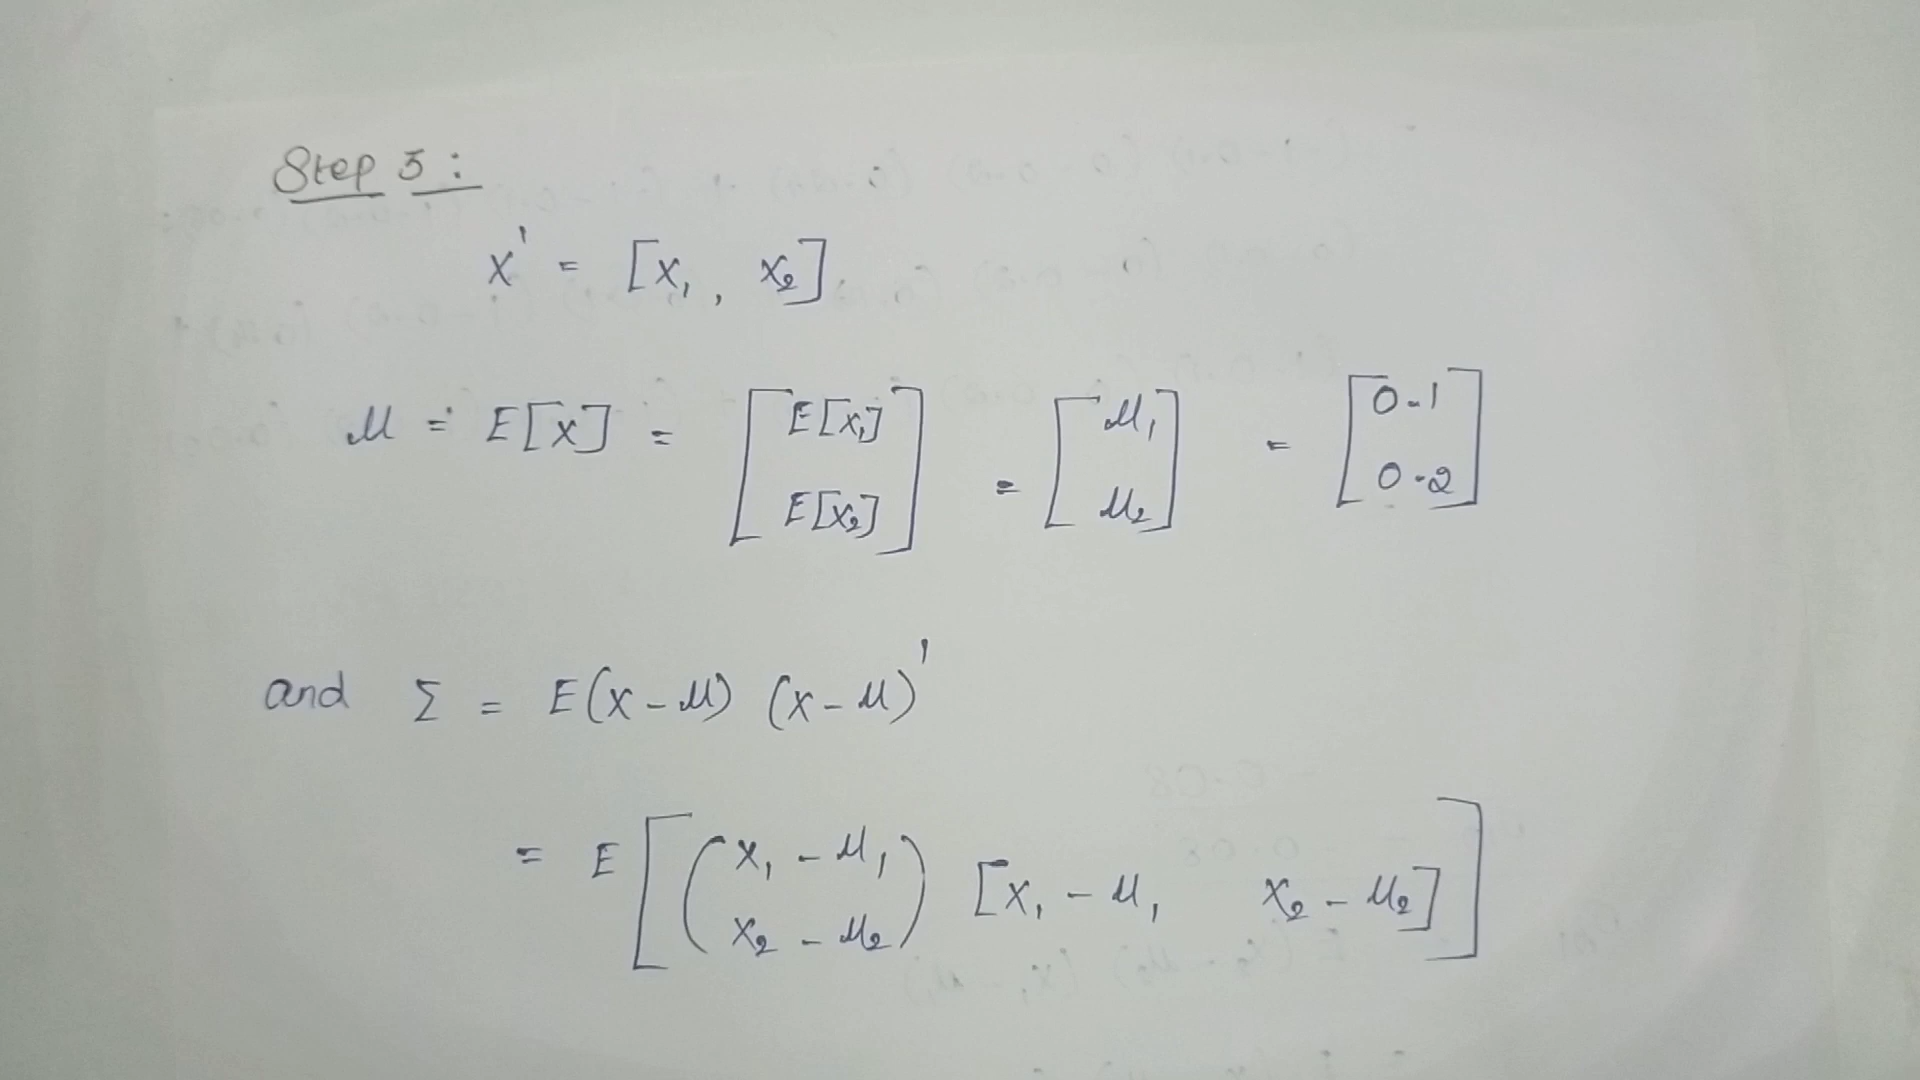 Step 5:
X' = [X₁, X₂]
μ = E[X] = [E[X₁] E[X₂]] = [μ₁ μ₂] = [0.1 0.2]
and Σ = E(X-μ) (X-μ)'
= E[(X₁-μ₁ X₂-μ₂) [X₁-μ₁ X₂-μ₂]]